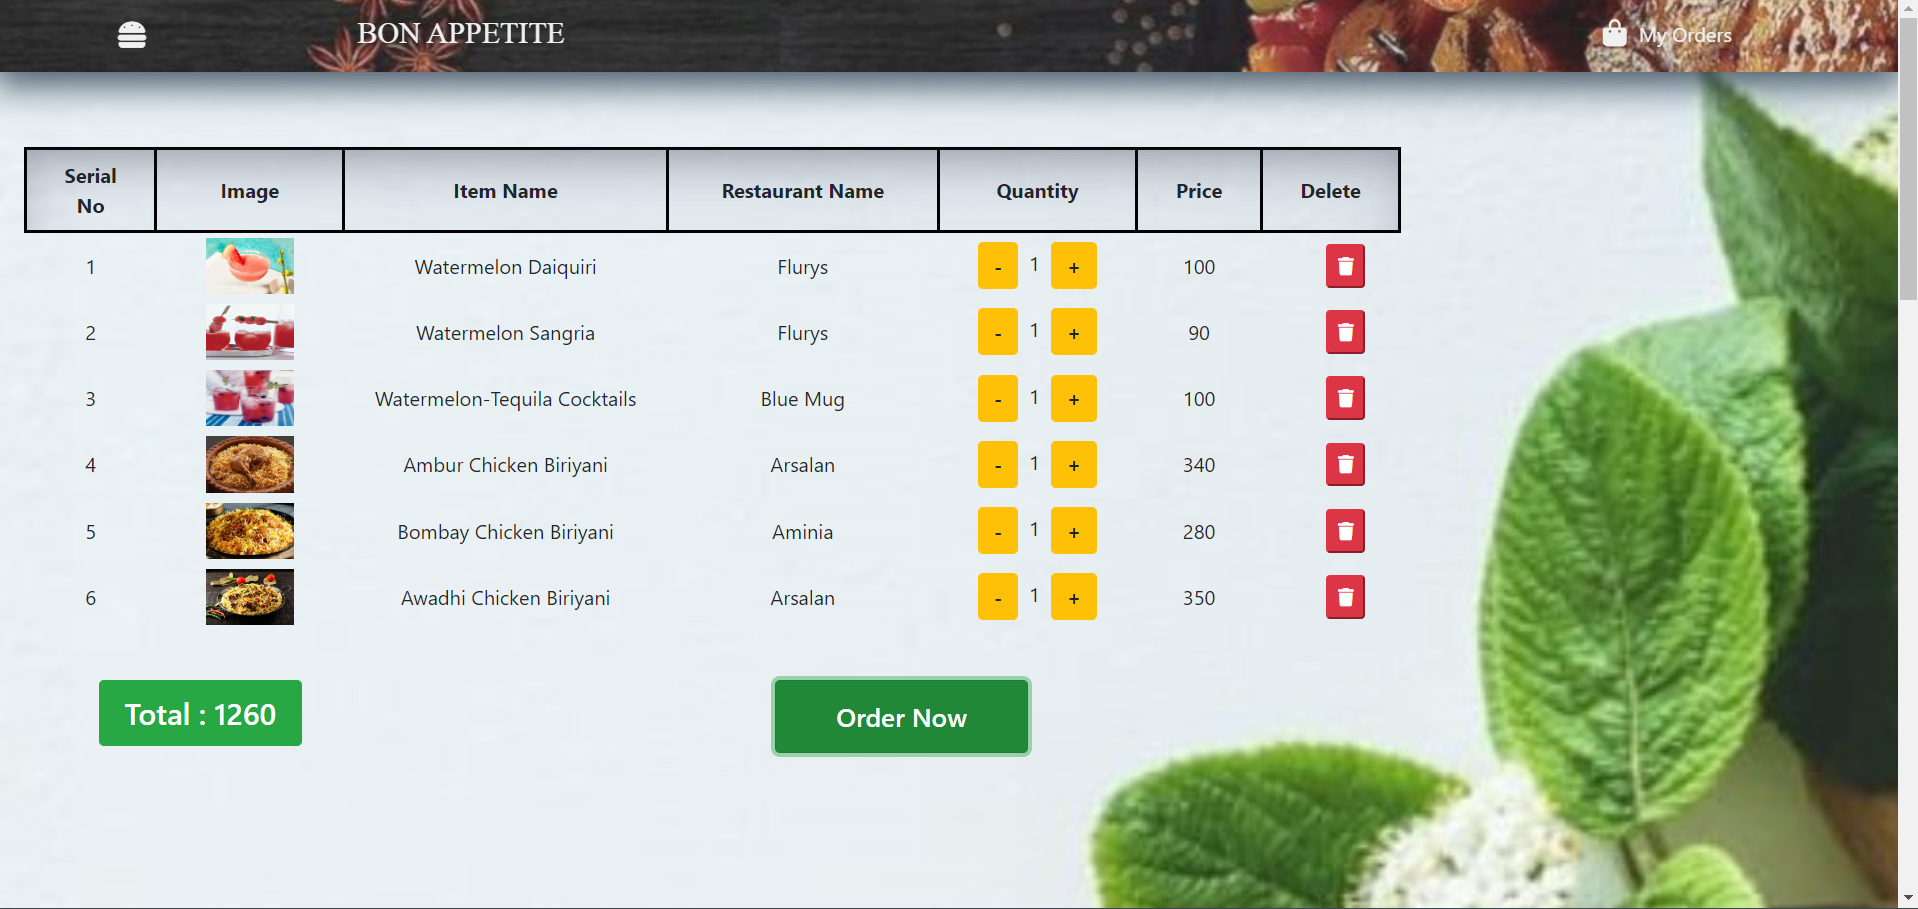 BON APPETITE
My Orders
Serial No Image Item Name Restaurant Name Quantity Price Delete
1 Watermelon Daiquiri Flurys - 1 + 100
2 Watermelon Sangria Flurys - 1 + 90
3 Watermelon-Tequila Cocktails Blue Mug - 1 + 100
4 Ambur Chicken Biriyani Arsalan - 1 + 340
5 Bombay Chicken Biriyani Aminia - 1 + 280
6 Awadhi Chicken Biriyani Arsalan - 1 + 350
Total : 1260
Order Now